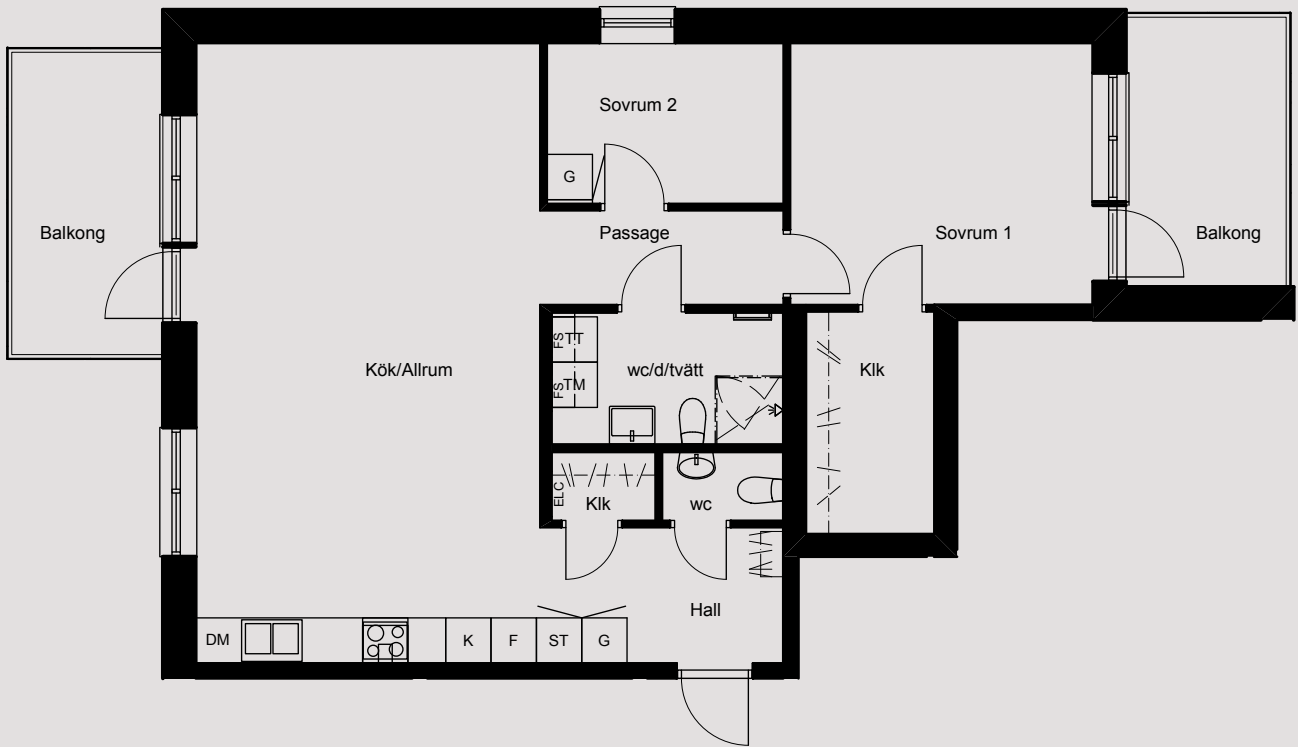 Sovrum 2
G
Balkong
Passage
Sovrum 1
Balkong
FS TT
FS TM
Kök/Allrum
wc/d/tvätt
Klk
ELC
Klk
wc
Hall
DM
K
F
ST
G